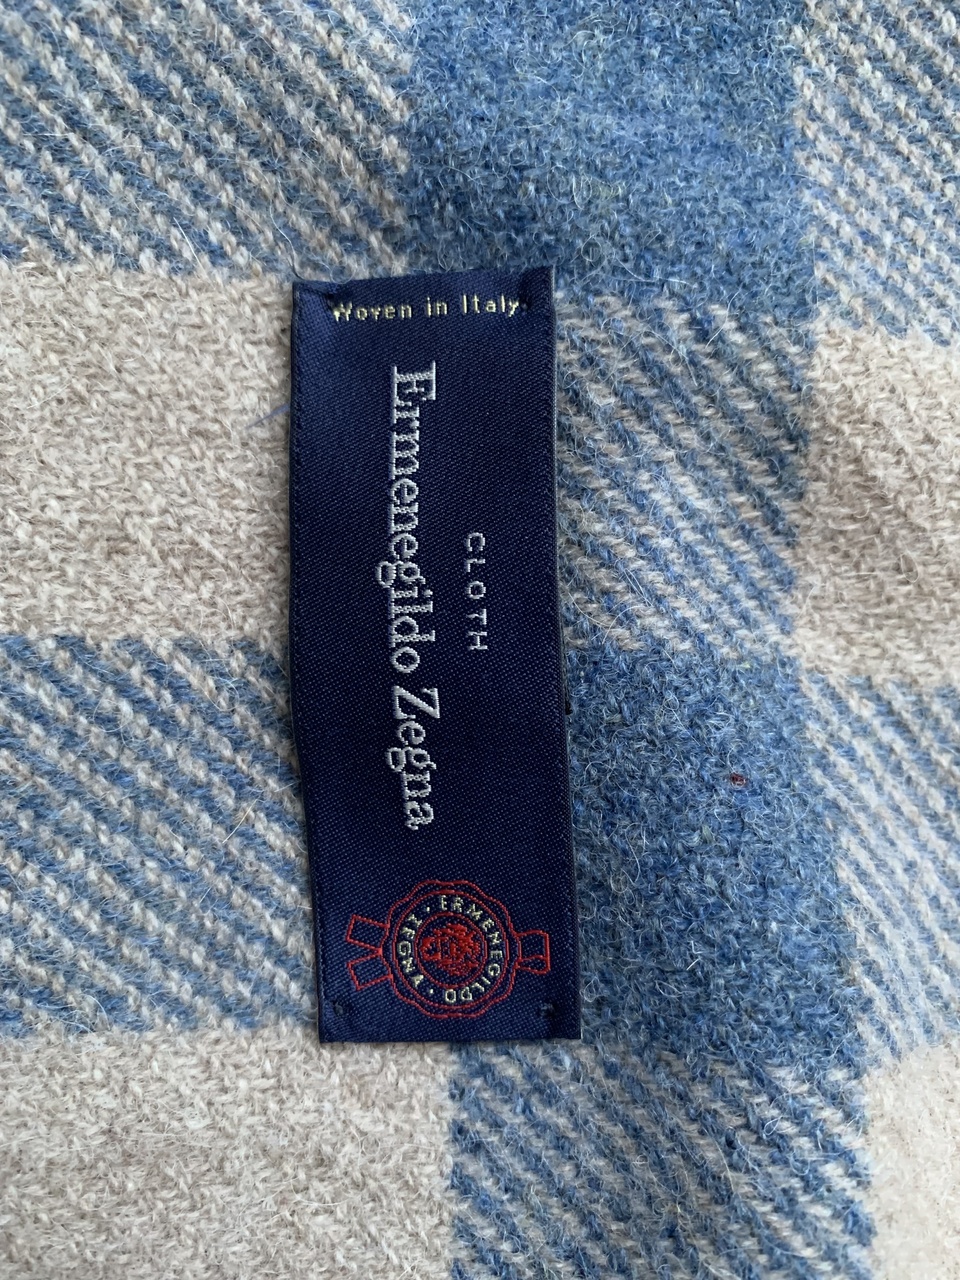 Woven in Italy
CLOTH
Ermenegildo Zegna
ERMENEGILDO · ZEGNA ·